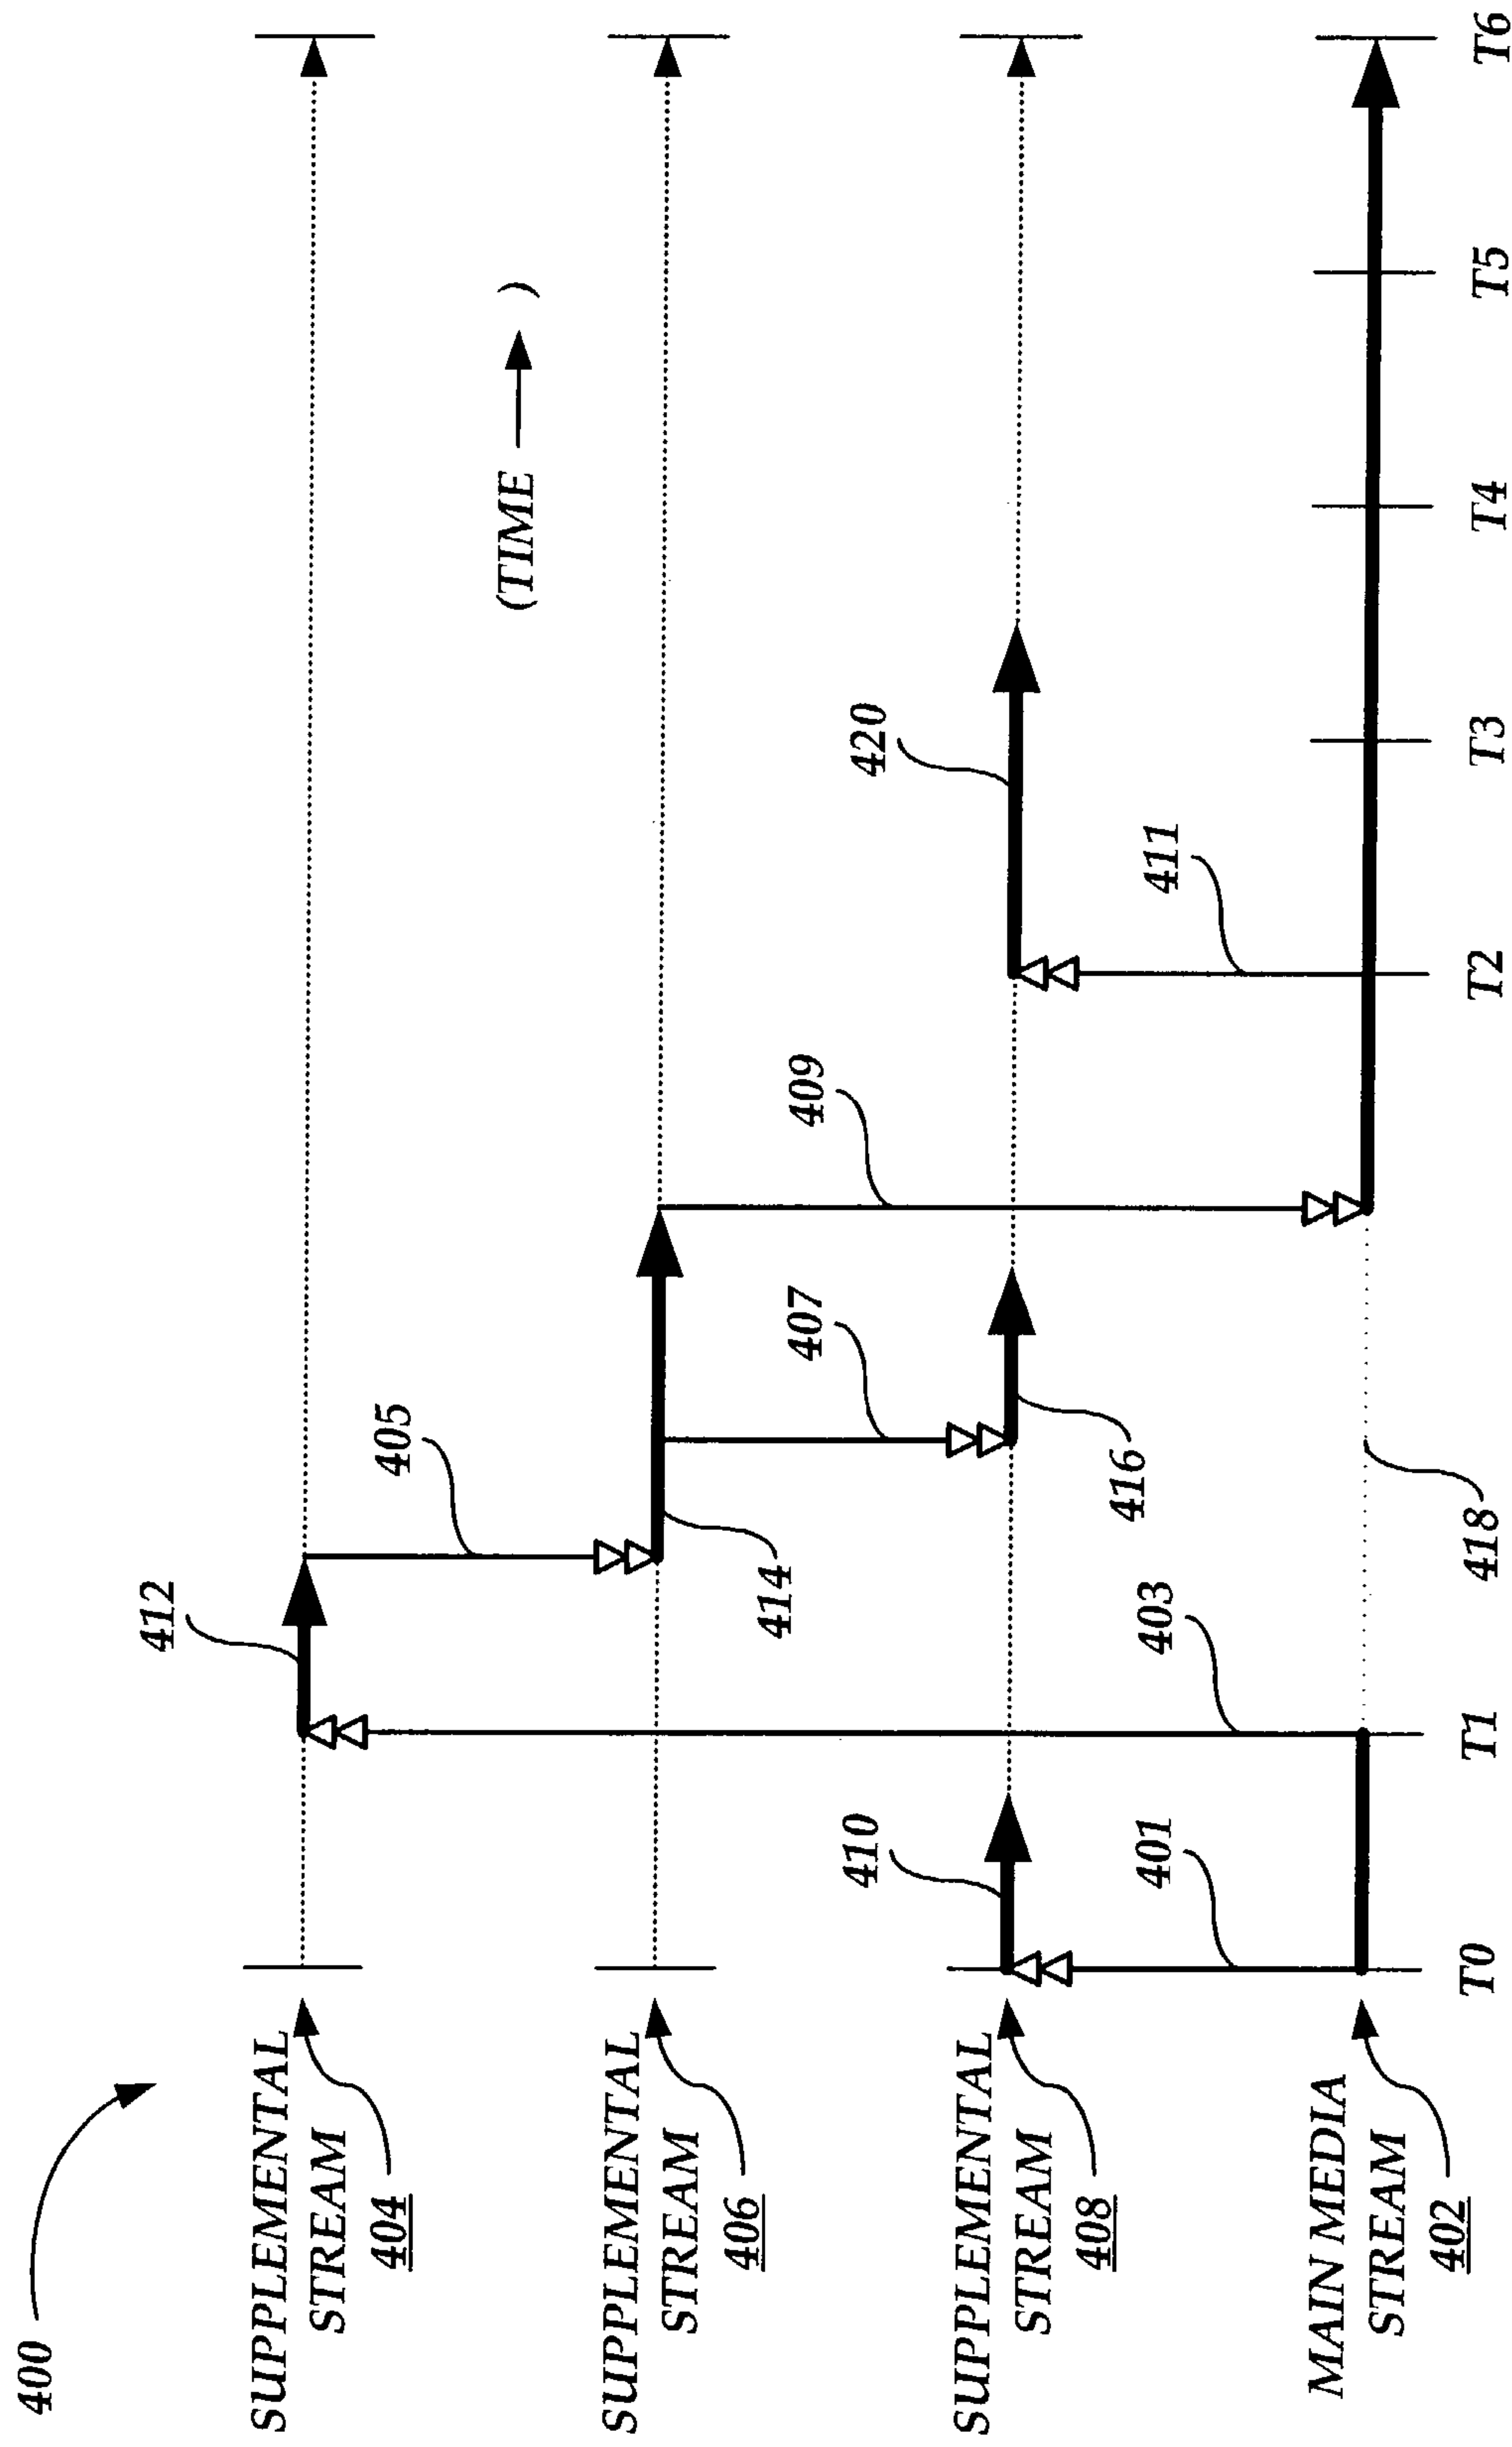 400
SUPPLEMENTAL
STREAM
404
412
405
(TIME → )
SUPPLEMENTAL
STREAM
406
414
407
409
420
SUPPLEMENTAL
STREAM
408
410
416
411
401
403
MAIN MEDIA
STREAM
402
418
T0
T1
T2
T3
T4
T5
T6